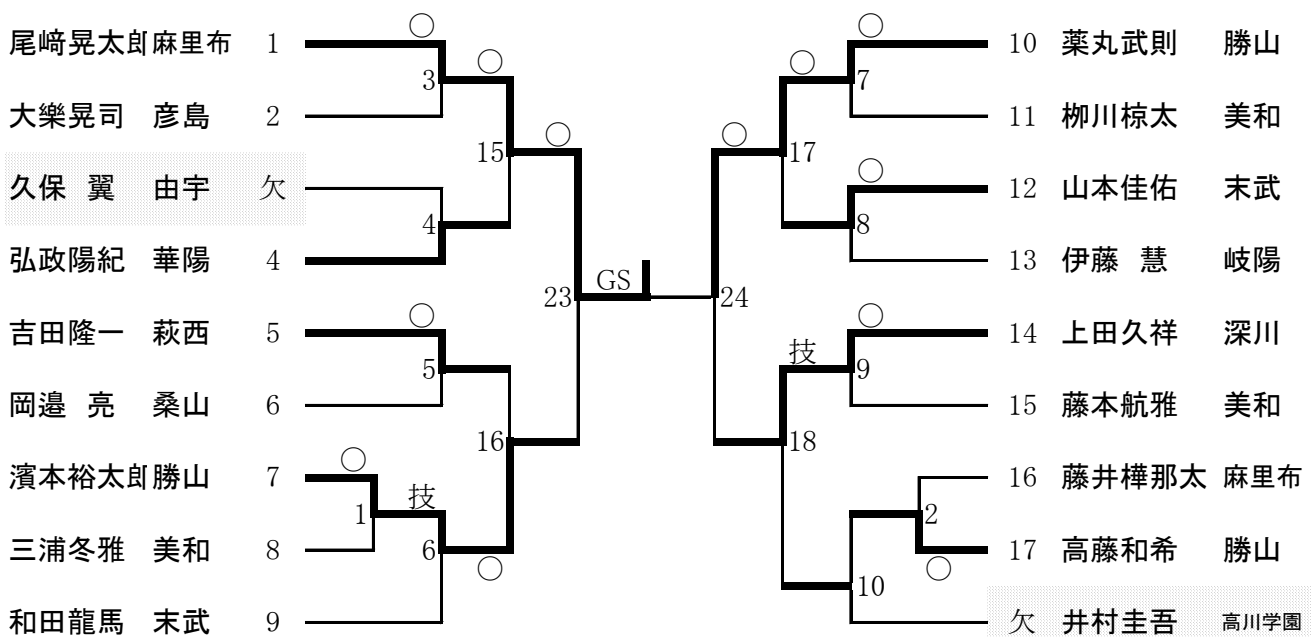 尾﨑晃太郎 麻里布 1
3
大樂晃司 彦島 2
15
久保 翼 由宇 欠
4
弘政陽紀 華陽 4
23 GS
吉田隆一 萩西 5
5
岡邉 亮 桑山 6
16
濱本裕太郎 勝山 7
1 技
三浦冬雅 美和 8
6
和田龍馬 末武 9
10 薬丸武則 勝山
7
11 栁川椋太 美和
17
12 山本佳佑 末武
8
13 伊藤 慧 岐陽
24
14 上田久祥 深川
技 9
15 藤本航雅 美和
18
16 藤井樺那太 麻里布
2
17 高藤和希 勝山
10
欠 井村圭吾 高川学園